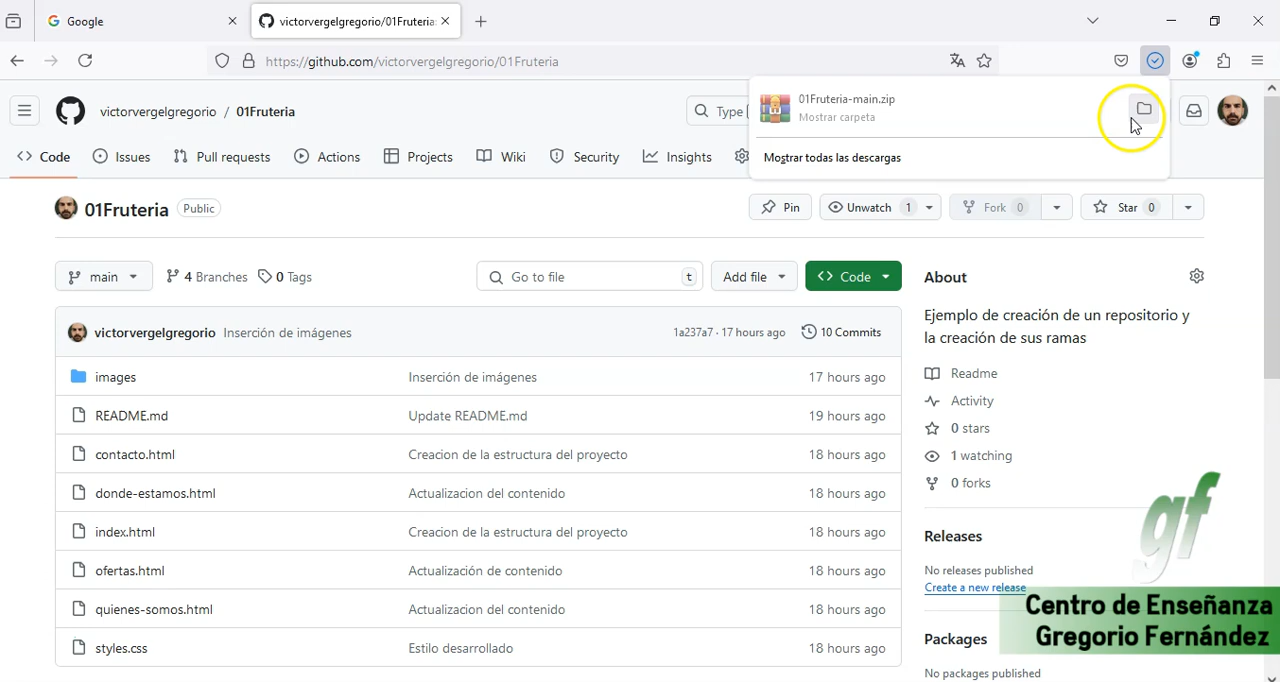 Google
victorvergelgregorio/01Fruteria:
https://github.com/victorvergelgregorio/01Fruteria
01Fruteria-main.zip
Mostrar carpeta
Mostrar todas las descargas
victorvergelgregorio / 01Fruteria
Type
Code Issues Pull requests Actions Projects Wiki Security Insights
01Fruteria Public
Pin Unwatch 1 Fork 0 Star 0
main 4 Branches 0 Tags Go to file t Add file Code
About
Ejemplo de creación de un repositorio y
la creación de sus ramas
victorvergelgregorio Inserción de imágenes 1a237a7 · 17 hours ago 10 Commits
images Inserción de imágenes 17 hours ago
README.md Update README.md 19 hours ago
contacto.html Creacion de la estructura del proyecto 18 hours ago
donde-estamos.html Actualizacion del contenido 18 hours ago
index.html Creacion de la estructura del proyecto 18 hours ago
ofertas.html Actualización de contenido 18 hours ago
quienes-somos.html Actualizacion del contenido 18 hours ago
styles.css Estilo desarrollado 18 hours ago
Readme
Activity
0 stars
1 watching
0 forks
Releases
No releases published
Create a new release
Packages
No packages published
gf
Centro de Enseñanza
Gregorio Fernández